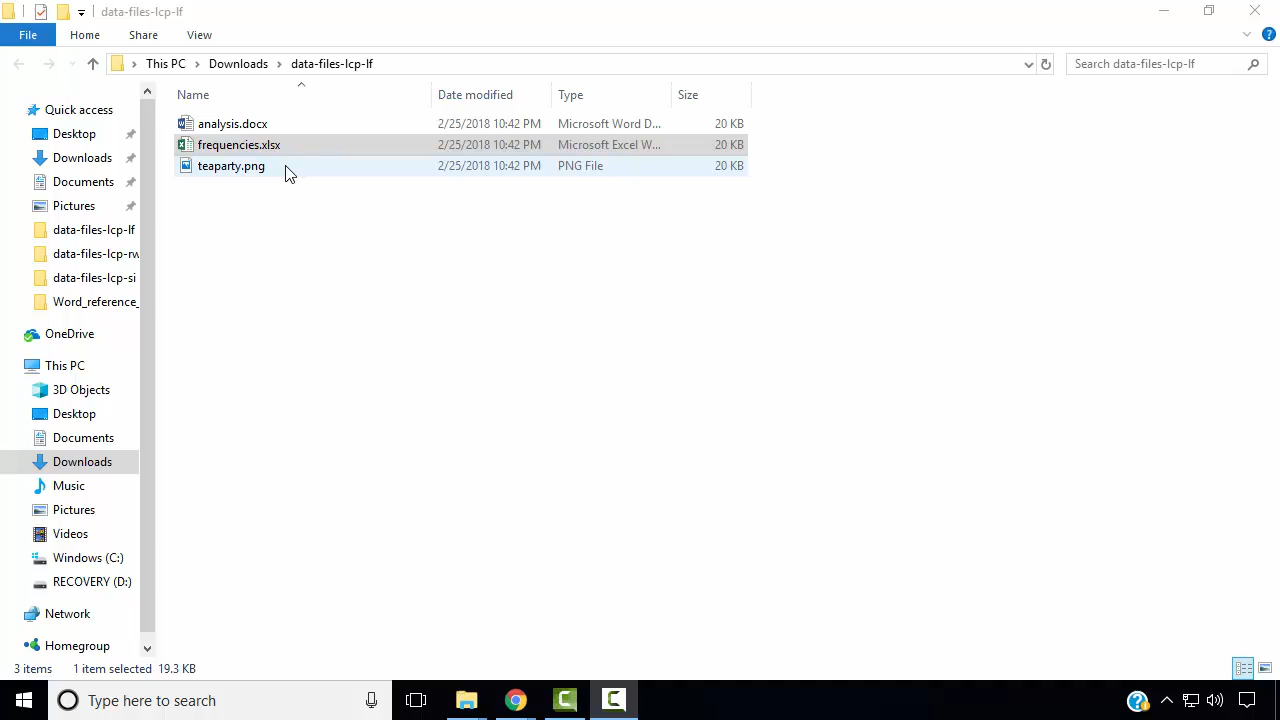 data-files-lcp-lf
File Home Share View
This PC Downloads data-files-lcp-lf Search data-files-lcp-lf
Name Date modified Type Size
analysis.docx 2/25/2018 10:42 PM Microsoft Word D... 20 KB
frequencies.xlsx 2/25/2018 10:42 PM Microsoft Excel W... 20 KB
teaparty.png 2/25/2018 10:42 PM PNG File 20 KB
Quick access
Desktop
Downloads
Documents
Pictures
data-files-lcp-lf
data-files-lcp-rw
data-files-lcp-si
Word_reference_
OneDrive
This PC
3D Objects
Desktop
Documents
Downloads
Music
Pictures
Videos
Windows (C:)
RECOVERY (D:)
Network
Homegroup
3 items 1 item selected 19.3 KB
Type here to search